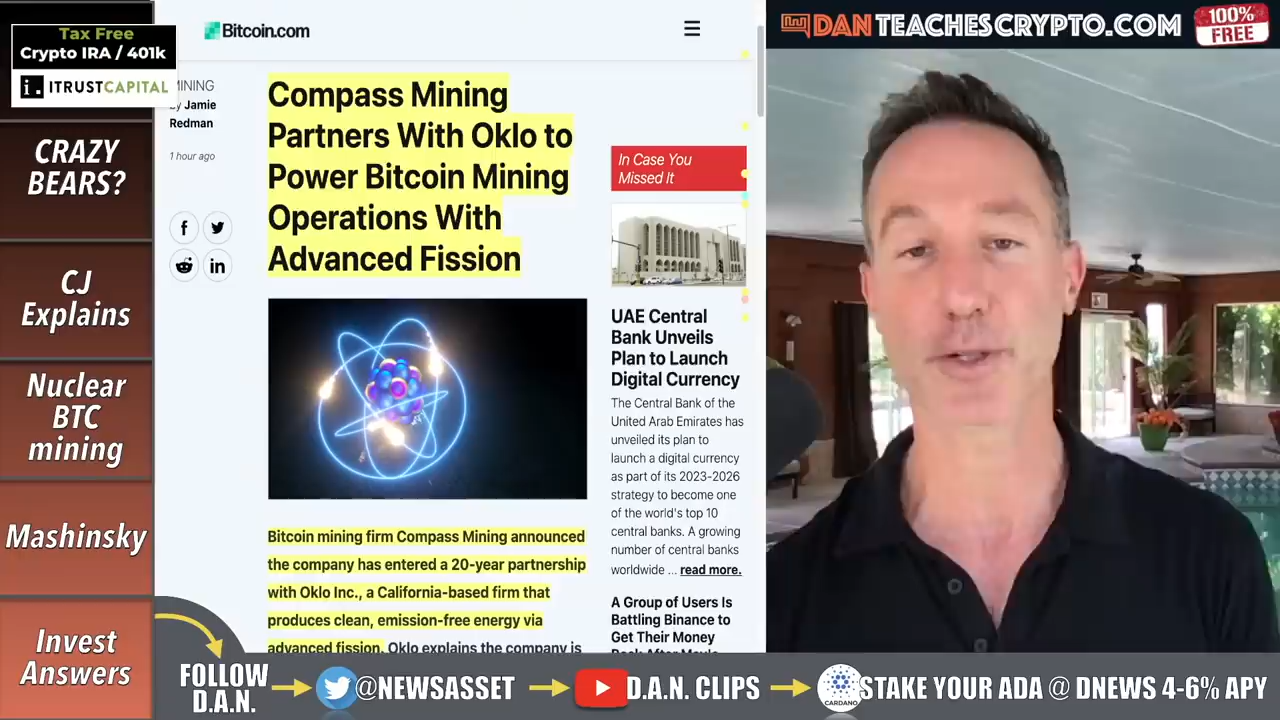 Tax Free
Crypto IRA / 401k
i.
ITRUSTCAPITAL
CRAZY
BEARS?
CJ
Explains
Nuclear
BTC
mining
Mashinsky
Invest
Answers
Bitcoin.com
MINING
by Jamie
Redman
1 hour ago
Compass Mining
Partners With Oklo to
Power Bitcoin Mining
Operations With
Advanced Fission
Bitcoin mining firm Compass Mining announced
the company has entered a 20-year partnership
with Oklo Inc., a California-based firm that
produces clean, emission-free energy via
advanced fission. Oklo explains the company is
In Case You
Missed It
UAE Central
Bank Unveils
Plan to Launch
Digital Currency
The Central Bank of the
United Arab Emirates has
unveiled its plan to
launch a digital currency
as part of its 2023-2026
strategy to become one
of the world's top 10
central banks. A growing
number of central banks
worldwide ... read more.
A Group of Users Is
Battling Binance to
Get Their Money
DANTEACHESCRYPTO.COM
100%
FREE
FOLLOW
D.A.N.
@NEWSASSET
D.A.N. CLIPS
CARDANO
STAKE YOUR ADA @ DNEWS 4-6% APY